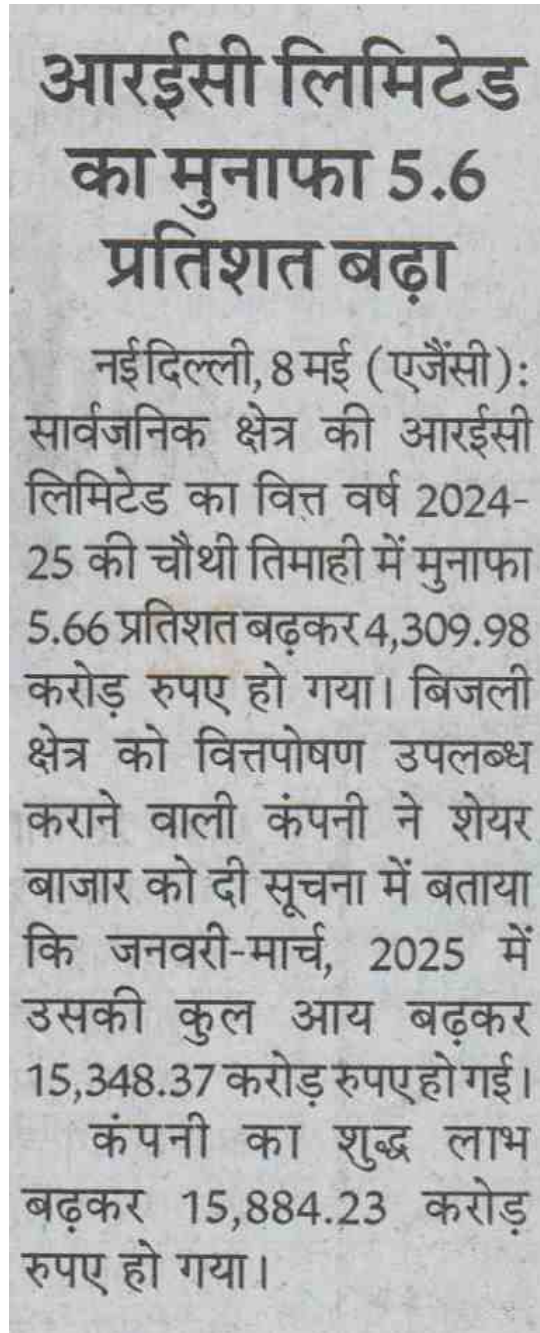 आरईसी लिमिटेड
का मुनाफा 5.6
प्रतिशत बढ़ा
नई दिल्ली, 8 मई (एजैंसी):
सार्वजनिक क्षेत्र की आरईसी
लिमिटेड का वित्त वर्ष 2024-
25 की चौथी तिमाही में मुनाफा
5.66 प्रतिशत बढ़कर 4,309.98
करोड़ रुपए हो गया। बिजली
क्षेत्र को वित्तपोषण उपलब्ध
कराने वाली कंपनी ने शेयर
बाजार को दी सूचना में बताया
कि जनवरी-मार्च, 2025 में
उसकी कुल आय बढ़कर
15,348.37 करोड़ रुपए हो गई।
कंपनी का शुद्ध लाभ
बढ़कर 15,884.23 करोड़
रुपए हो गया।